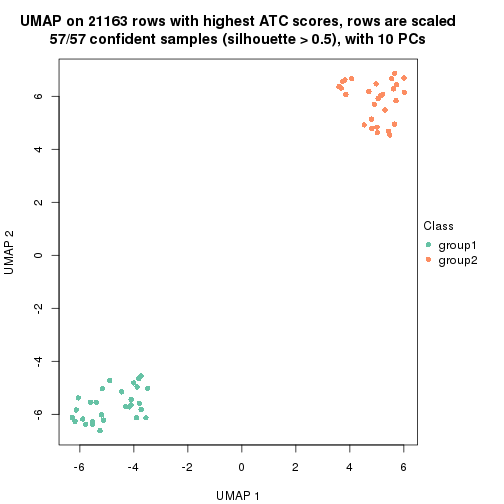 UMAP on 21163 rows with highest ATC scores, rows are scaled
57/57 confident samples (silhouette > 0.5), with 10 PCs
6
4
2
0
-2
-4
-6
UMAP 2
Class
group1
group2
-6 -4 -2 0 2 4 6
UMAP 1